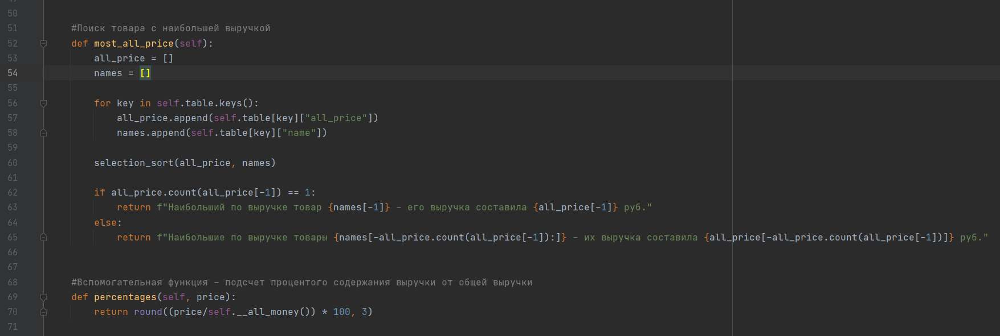 50
51 #Поиск товара с наибольшей выручкой
52 def most_all_price(self):
53 all_price = []
54 names = []
55
56 for key in self.table.keys():
57 all_price.append(self.table[key]["all_price"])
58 names.append(self.table[key]["name"])
59
60 selection_sort(all_price, names)
61
62 if all_price.count(all_price[-1]) == 1:
63 return f"Наибольший по выручке товар {names[-1]} - его выручка составила {all_price[-1]} руб."
64 else:
65 return f"Наибольшие по выручке товары {names[-all_price.count(all_price[-1]):]} - их выручка составила {all_price[-all_price.count(all_price[-1])]} руб."
66
67
68 #Вспомогательная функция - подсчет процентого содержания выручки от общей выручки
69 def percentages(self, price):
70 return round((price/self.__all_money()) * 100, 3)
71